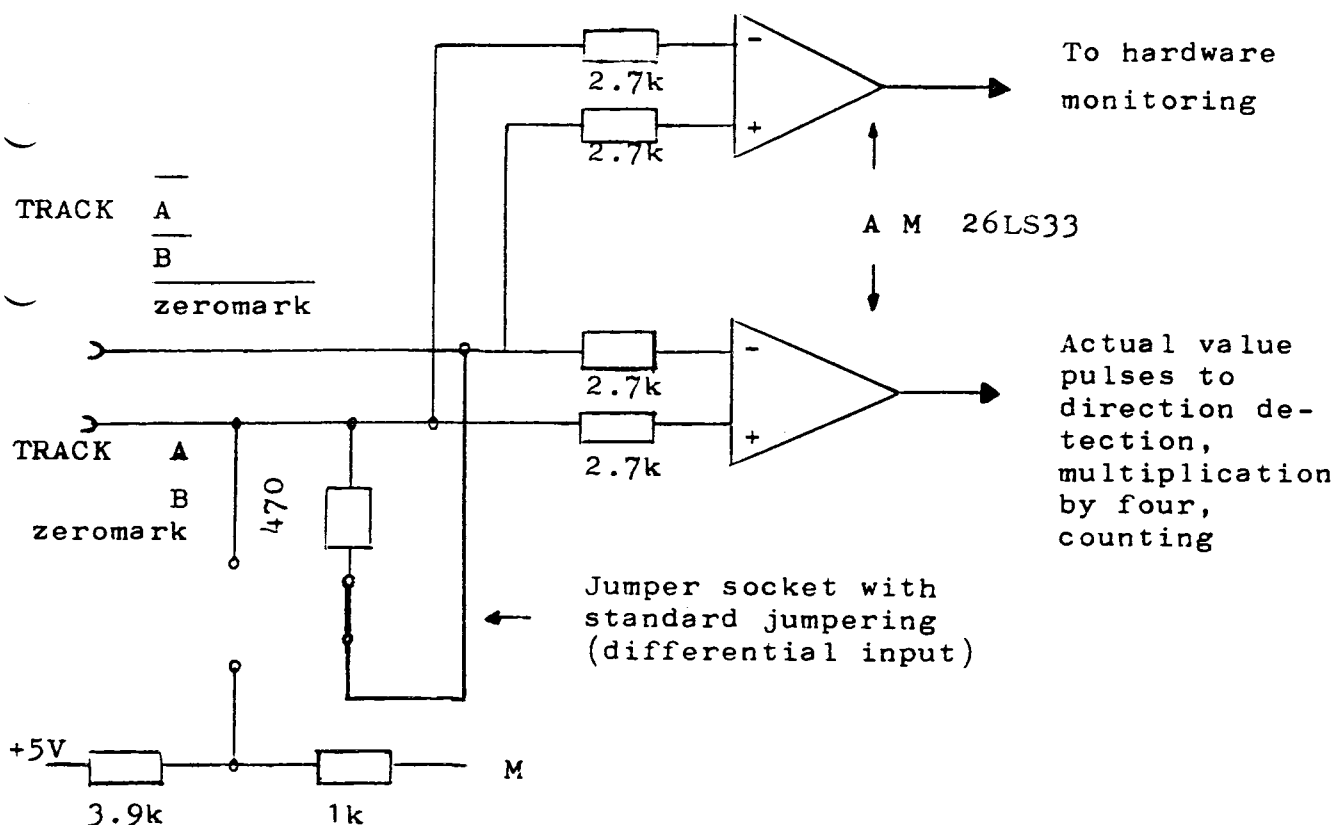 2.7k
2.7k
To hardware
monitoring
TRACK A
B
zeromark
A M 26LS33
2.7k
2.7k
Actual value
pulses to
direction de-
tection,
multiplication
by four,
counting
TRACK A
B
zeromark
470
Jumper socket with
standard jumpering
(differential input)
+5V
3.9k
1k
M